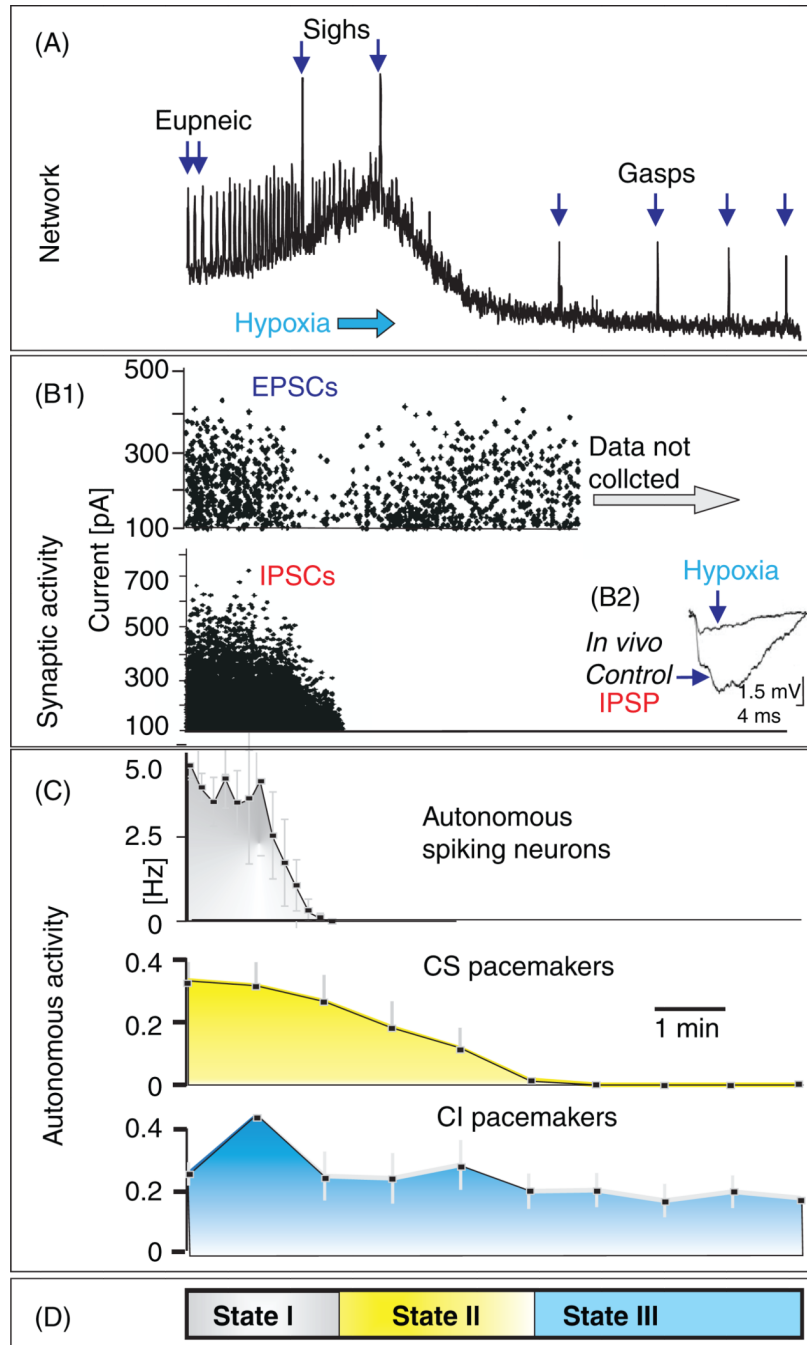 (A)
Sighs
Eupneic
Gasps
Network
Hypoxia
(B1)
500
EPSCs
300
100
Data not
collcted
Synaptic activity
Current [pA]
700
IPSCs
500
300
100
(B2)
Hypoxia
In vivo
Control
IPSP
1.5 mV
4 ms
(C)
5.0
2.5
0
[Hz]
Autonomous
spiking neurons
Autonomous activity
0.4
CS pacemakers
0.2
1 min
0
CI pacemakers
0.4
0.2
0
(D)
State I
State II
State III